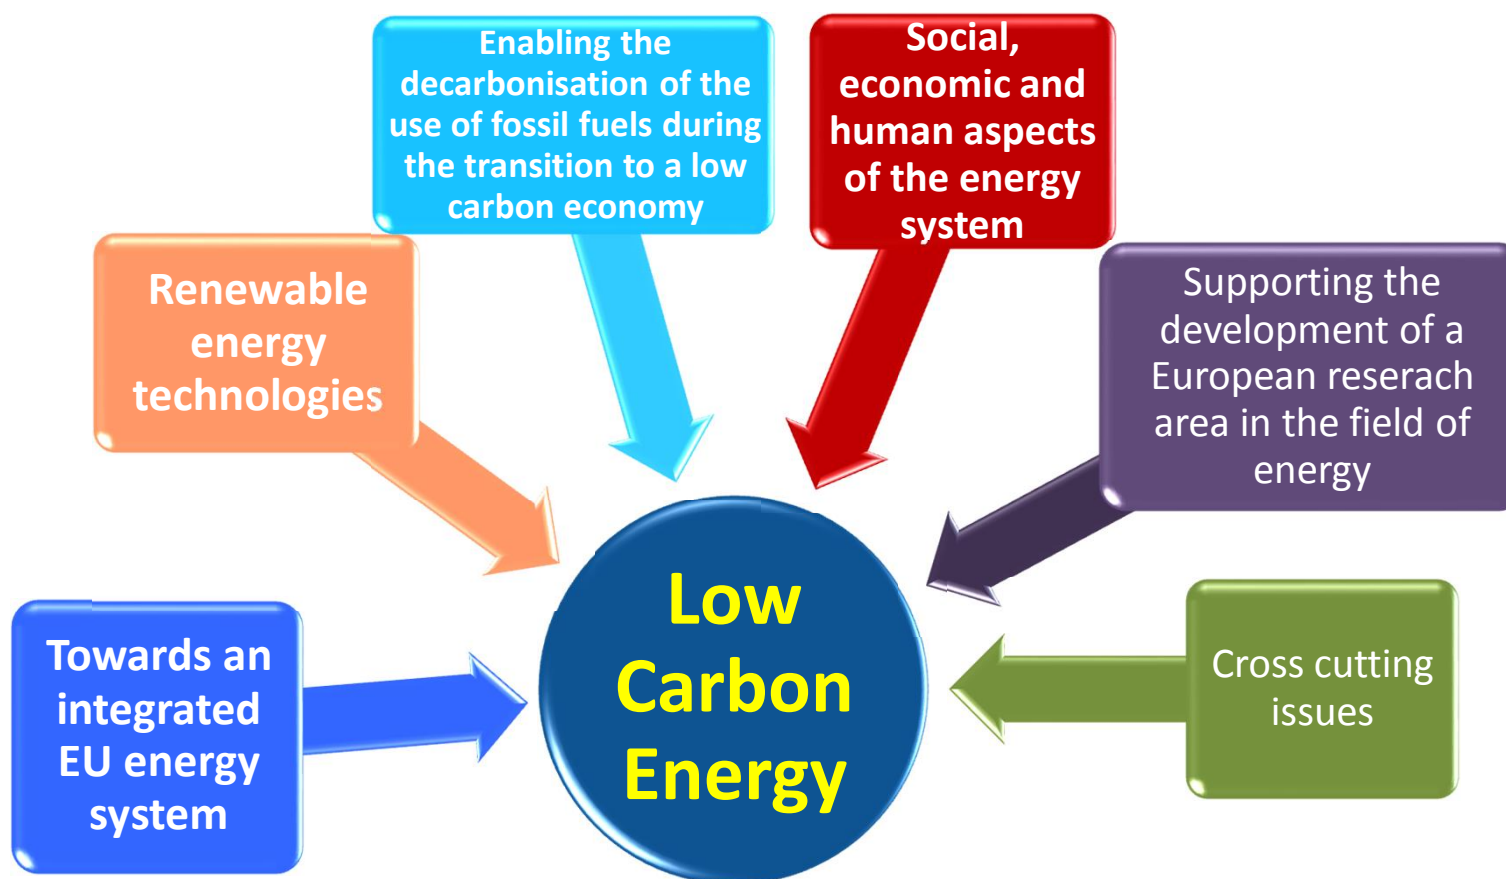 Enabling the
decarbonisation of the
use of fossil fuels during
the transition to a low
carbon economy
Social,
economic and
human aspects
of the energy
system
Renewable
energy
technologies
Supporting the
development of a
European reserach
area in the field of
energy
Towards an
integrated
EU energy
system
Low
Carbon
Energy
Cross cutting
issues